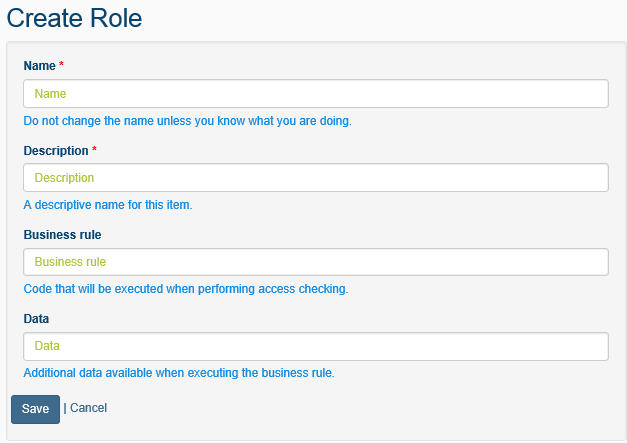 Create Role
Name *
Name
Do not change the name unless you know what you are doing.
Description *
Description
A descriptive name for this item.
Business rule
Business rule
Code that will be executed when performing access checking.
Data
Data
Additional data available when executing the business rule.
Save | Cancel